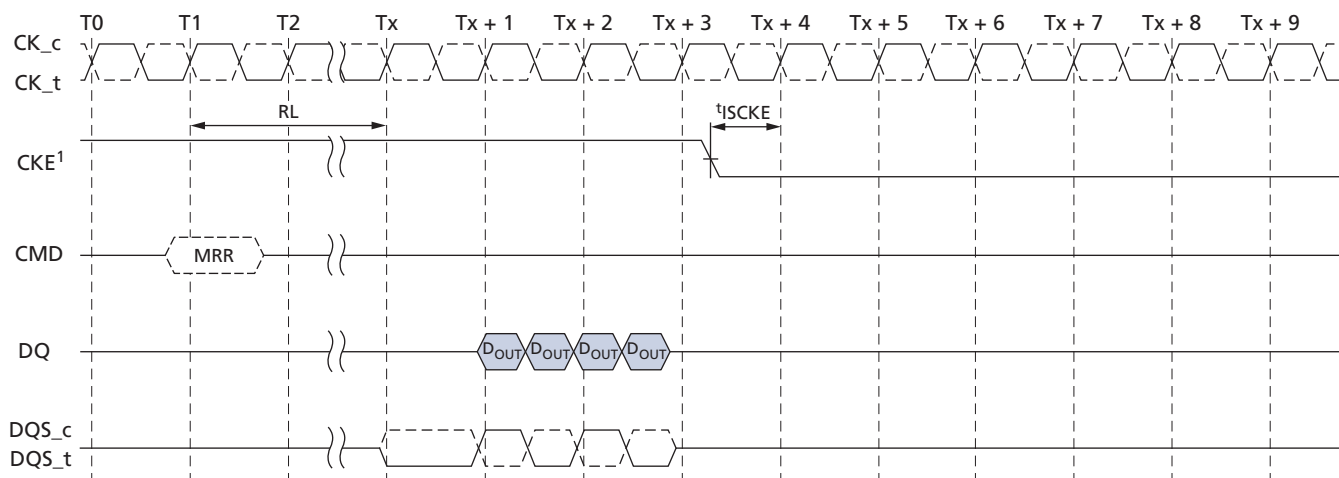 T0 T1 T2 Tx Tx + 1 Tx + 2 Tx + 3 Tx + 4 Tx + 5 Tx + 6 Tx + 7 Tx + 8 Tx + 9
CK_c
CK_t
RL
tISCKE
CKE1
CMD
MRR
DQ
DOUT DOUT DOUT DOUT
DQS_c
DQS_t